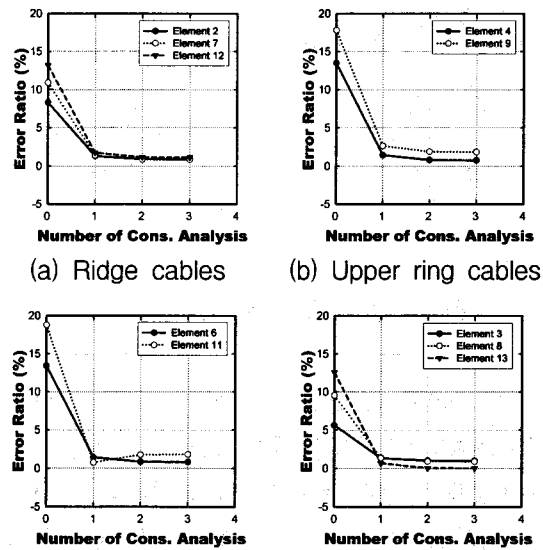 20
15
10
5
0
-5
Error Ratio (%)
Element 2
Element 7
Element 12
0 1 2 3 4
Number of Cons. Analysis
(a) Ridge cables
20
15
10
5
0
-5
Error Ratio (%)
Element 4
Element 9
0 1 2 3 4
Number of Cons. Analysis
(b) Upper ring cables
20
15
10
5
0
-5
Error Ratio (%)
Element 6
Element 11
0 1 2 3 4
Number of Cons. Analysis
20
15
10
5
0
-5
Error Ratio (%)
Element 3
Element 8
Element 13
0 1 2 3 4
Number of Cons. Analysis